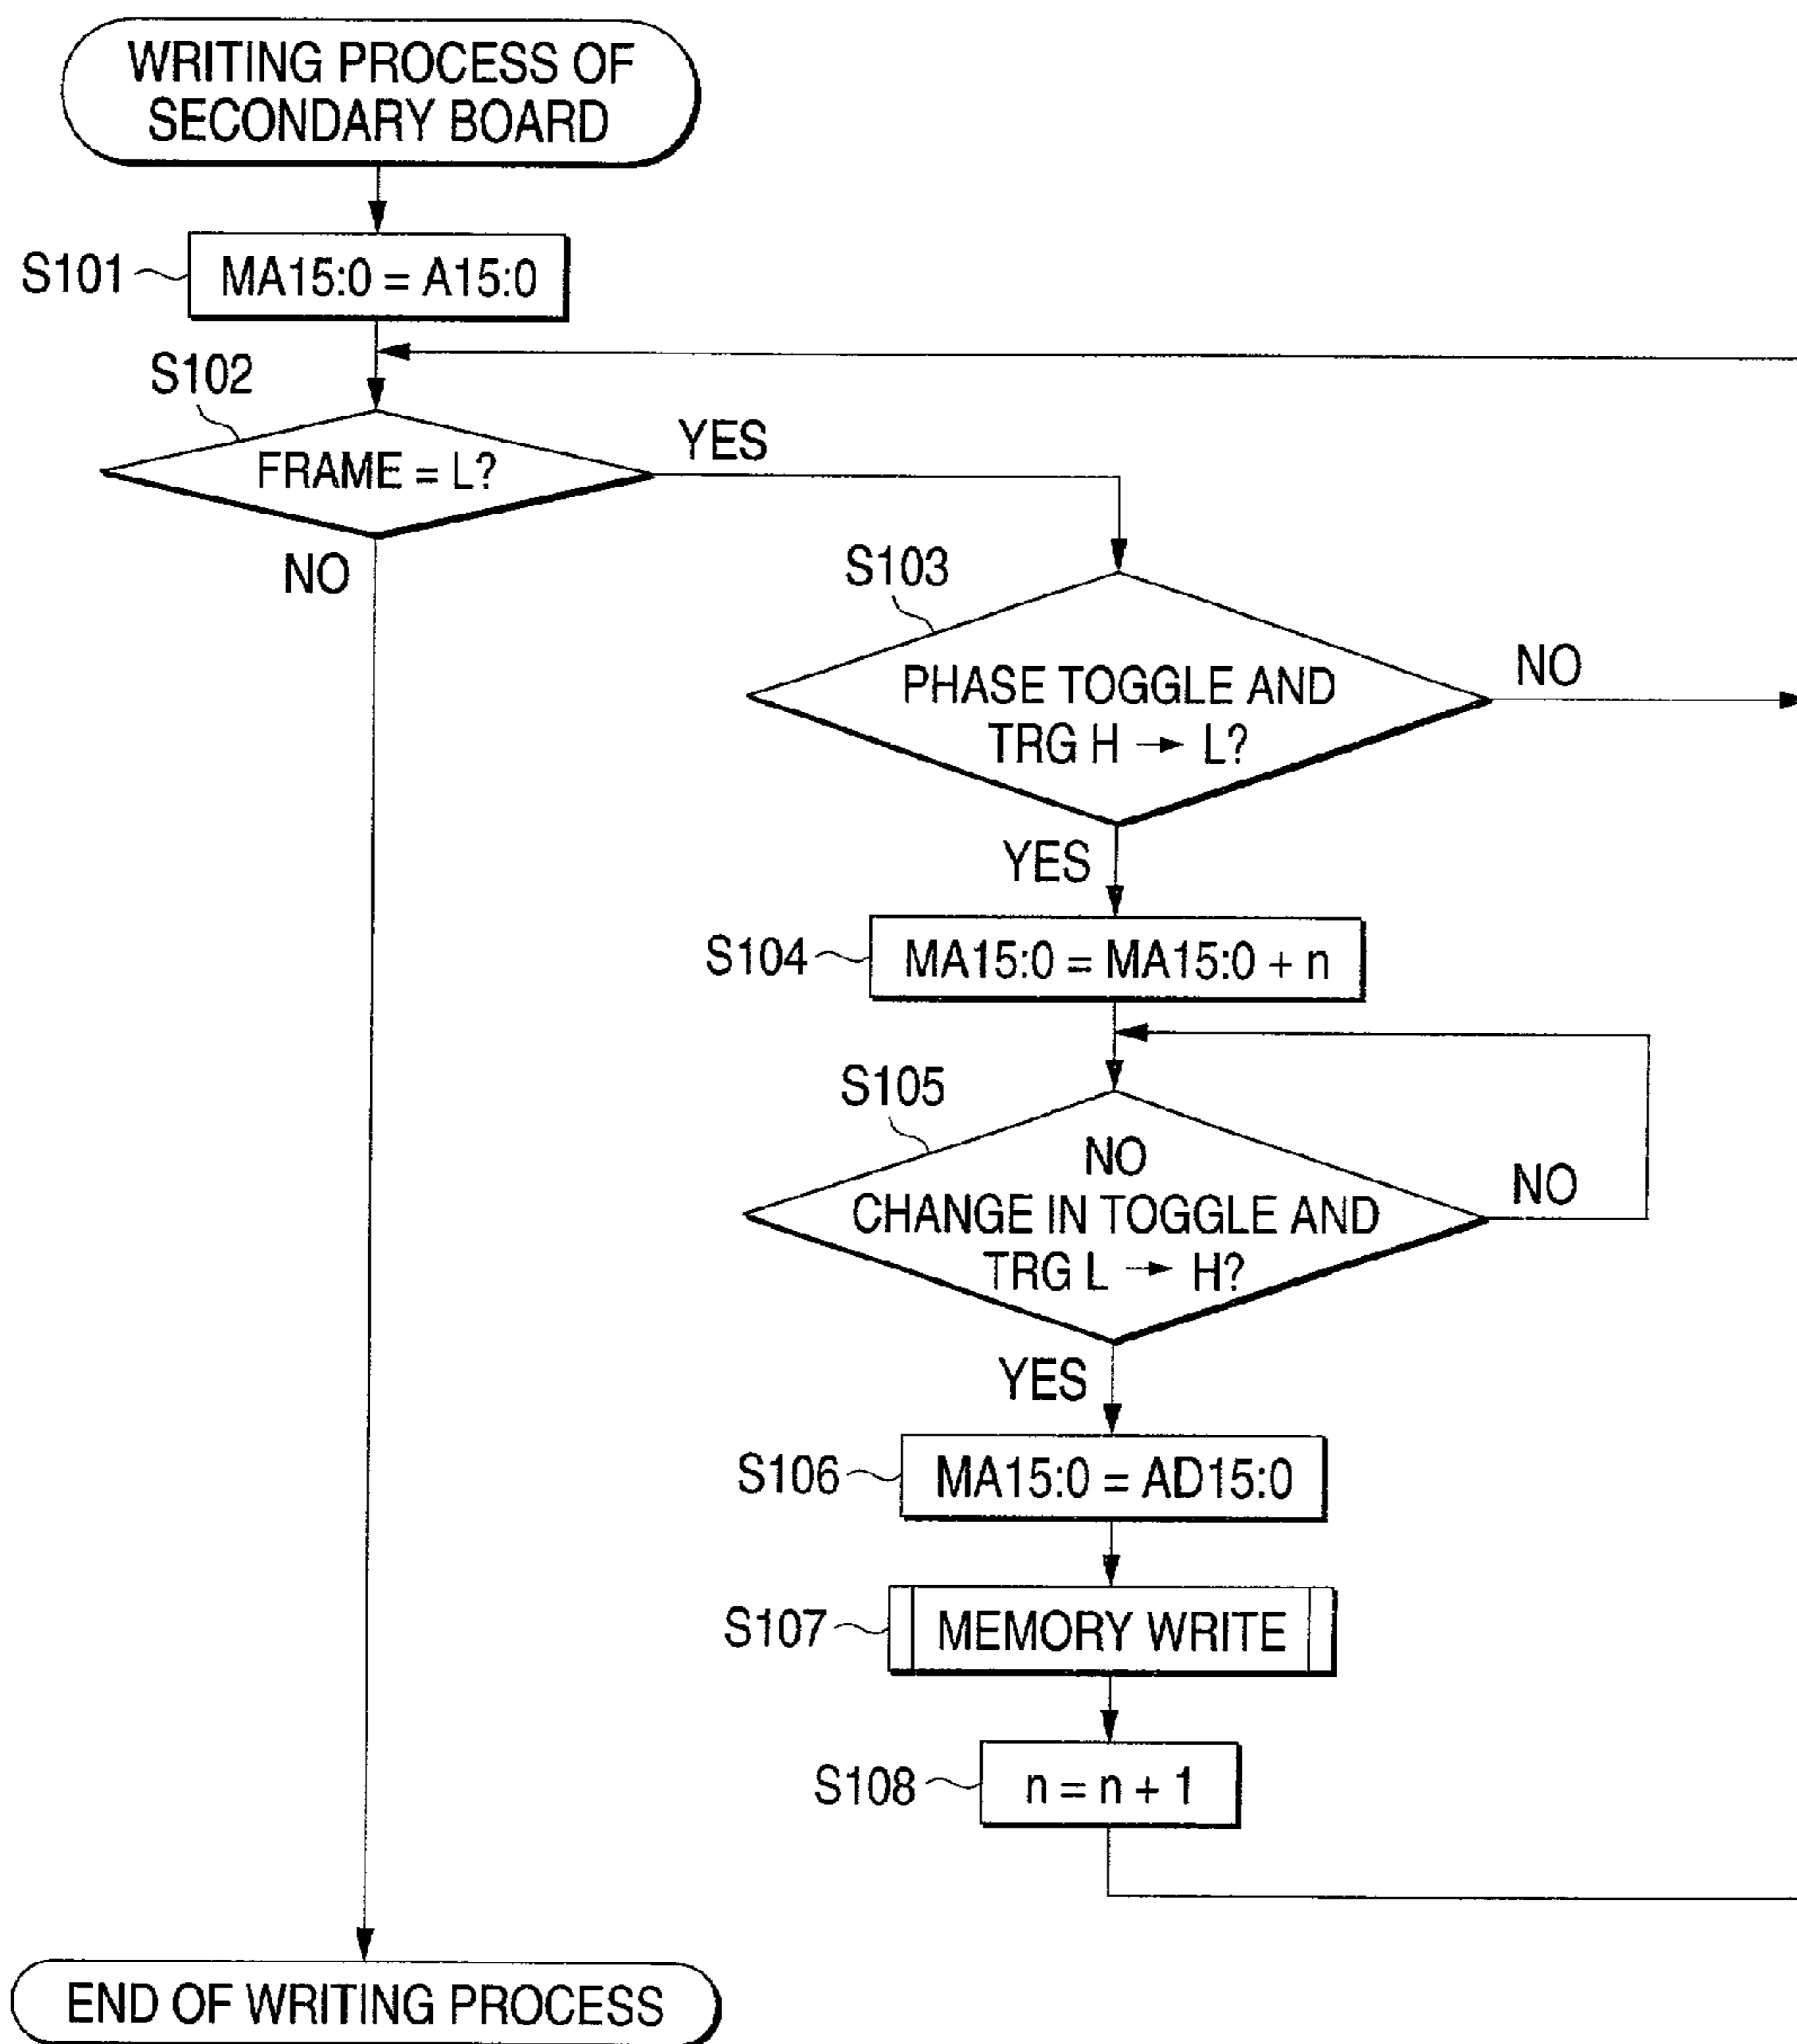 WRITING PROCESS OF
SECONDARY BOARD
S101
MA15:0 = A15:0
S102
FRAME = L?
YES
NO
S103
PHASE TOGGLE AND
TRG H → L?
NO
YES
S104
MA15:0 = MA15:0 + n
S105
NO
CHANGE IN TOGGLE AND
TRG L → H?
NO
YES
S106
MA15:0 = AD15:0
S107
MEMORY WRITE
S108
n = n + 1
END OF WRITING PROCESS